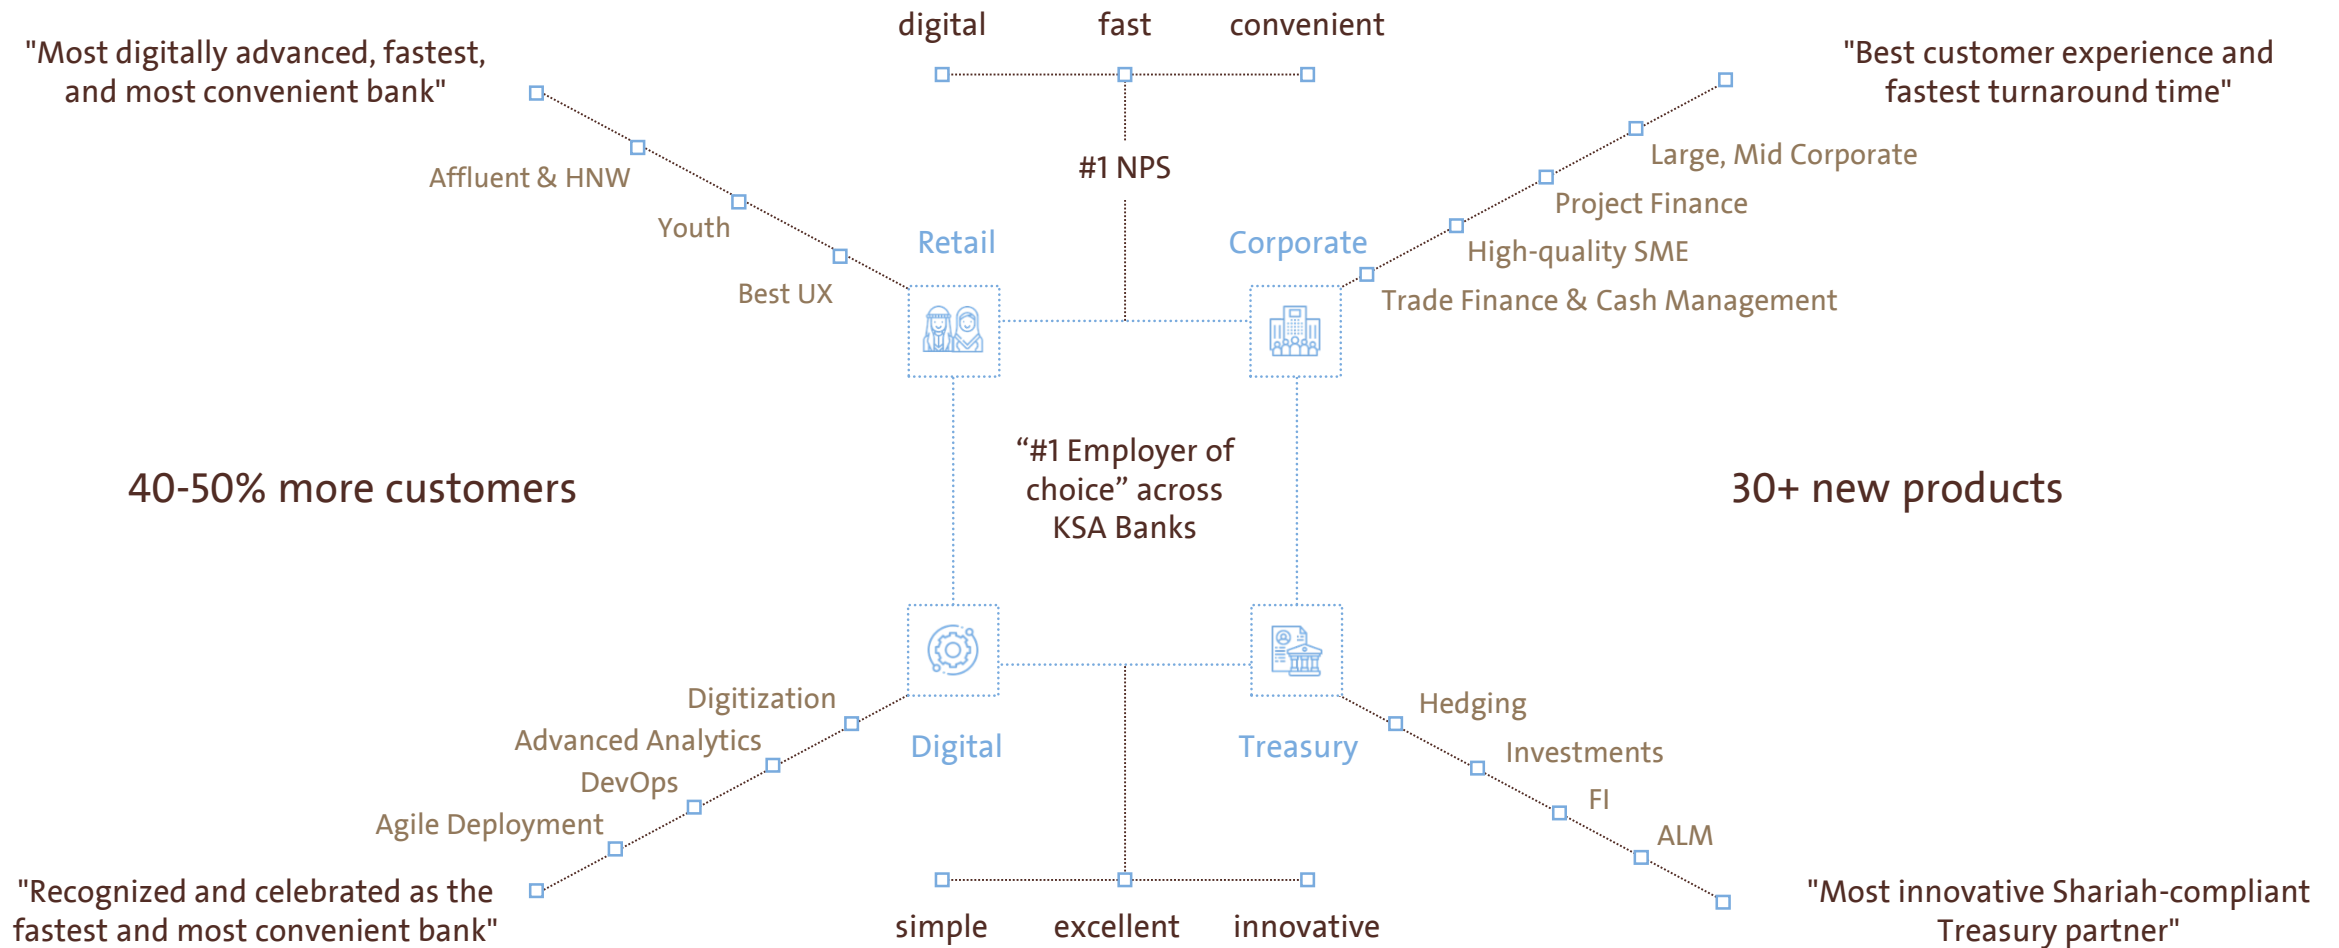 digital
fast
convenient
"Most digitally advanced, fastest,
and most convenient bank"
"Best customer experience and
fastest turnaround time"
#1 NPS
Affluent & HNW
Youth
Best UX
Retail
Corporate
Large, Mid Corporate
Project Finance
High-quality SME
Trade Finance & Cash Management
40-50% more customers
“#1 Employer of
choice” across
KSA Banks
30+ new products
Digitization
Advanced Analytics
DevOps
Agile Deployment
Digital
Treasury
Hedging
Investments
FI
ALM
"Recognized and celebrated as the
fastest and most convenient bank"
simple
excellent
innovative
"Most innovative Shariah-compliant
Treasury partner"